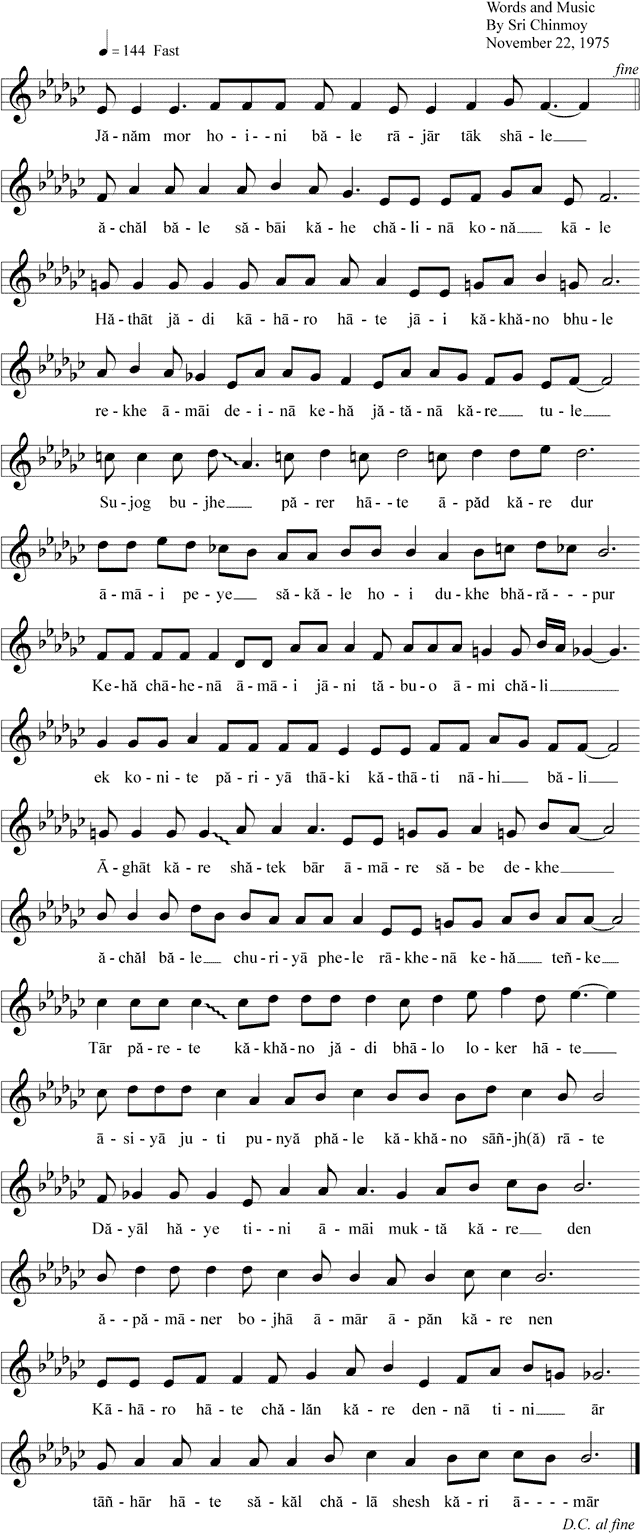 Words and Music
By Sri Chinmoy
November 22, 1975
♩ = 144 Fast
fine
Jā-năm mor ho-i--ni bă-le rā-jār tāk shā-le
ă-chăl bă-le să-bāi kă-he chă-li-nā ko-nă kā-le
Hă-thāt jă-di kā-hāro hā-te jā-i kă-khă-no bhu-le
re-khe ā-māi de-i-nā ke-hă jă-tă-nā kă-re tu-le
Su-jog bu-jhe pă-rer hā--te ā-păd kă-re dur
ā-mā-i pe-ye să-kă-le ho-i du-khe bhă-rā---pur
Ke-hă chā-he-nā ā-mā-i jā-ni tă-bu-o ā-mi chă-li
ek ko-ni-te pă-ri-yā thā-ki kă-thā-ti nā-hi bă-li
Ā-ghāt kă-re shă-tek bār ā-mā-re să-be de-khe
ă-chăl bă-le chu-ri-yā phe-le rā-khe-nā ke-hă teñ-ke
Tār pă-re-te kă-khă-no jă-di bhā-lo lo-ker hā-te
ā-si-yā ju-ti pu-nyă phă-le kă-khă-no sāñ-jh(ă) rā-te
Dă-yāl hă-ye ti-ni ā-māi muk-tă kă-re den
ă--pă-mā-ner bo-jhā ā-mār ā-păn kă-re nen
Kā-hā-ro hā-te chă-lăn kă-re den-nā ti-ni ār
tāñ-hār hā-te să-kăl chă-lā shesh kă-ri ā----mār
D.C. al fine